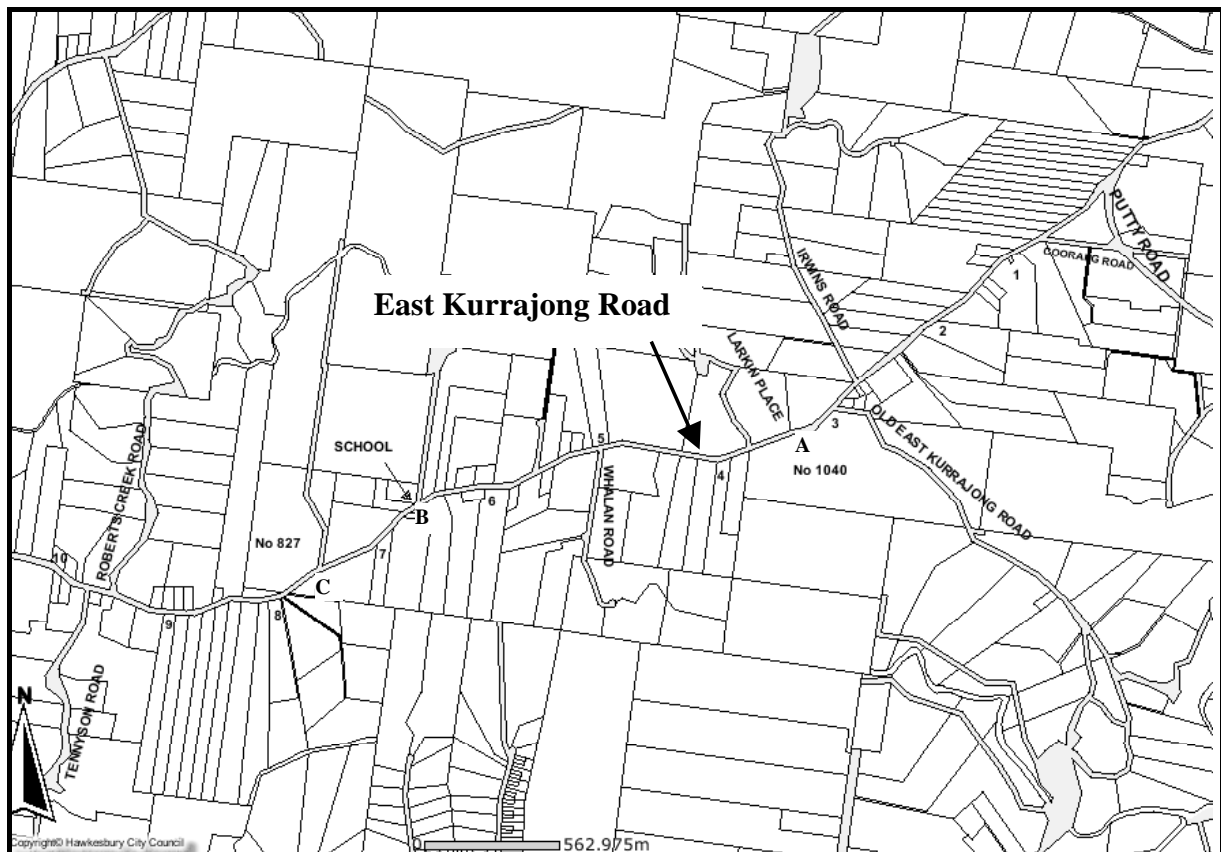 PUTTY ROAD
1
COORANG ROAD
IRWINS ROAD
East Kurrajong Road
2
LARKIN PLACE
OLD EAST KURRAJONG ROAD
3
A
5
SCHOOL
4
No 1040
WHALAN ROAD
6
B
ROBERTS CREEK ROAD
No 827
7
10
C
8
9
N
TENNYSON ROAD
Copyright© Hawkesbury City Council
0
562.975m